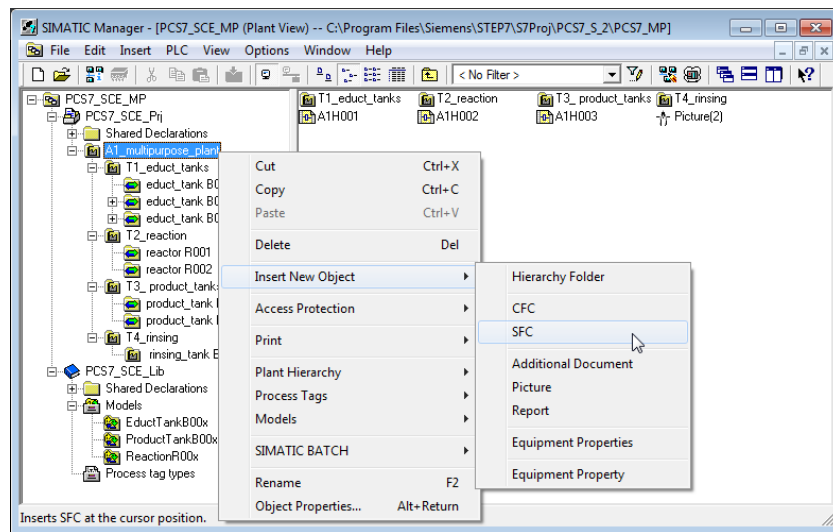 SIMATIC Manager - [PCS7_SCE_MP (Plant View) -- C:\Program Files\Siemens\STEP7\S7Proj\PCS7_S_2\PCS7_MP]
File Edit Insert PLC View Options Window Help
< No Filter >
PCS7_SCE_MP
PCS7_SCE_Prj
Shared Declarations
A1_multipurpose_plant
T1_educt_tanks
educt_tank
educt_tank
educt_tank
T2_reaction
reactor R001
reactor R002
T3_ product_tank
product_tank
product_tank
T4_rinsing
rinsing_tank
PCS7_SCE_Lib
Shared Declarations
Models
EductTankB00x
ProductTankB00x
ReactionR00x
Process tag types
T1_educt_tanks T2_reaction T3_ product_tanks T4_rinsing
A1H001 A1H002 A1H003 Picture(2)
Cut Ctrl+X
Copy Ctrl+C
Paste Ctrl+V
Delete Del
Insert New Object
Access Protection
Print
Plant Hierarchy
Process Tags
Models
SIMATIC BATCH
Rename F2
Object Properties... Alt+Return
Hierarchy Folder
CFC
SFC
Additional Document
Picture
Report
Equipment Properties
Equipment Property
Inserts SFC at the cursor position.